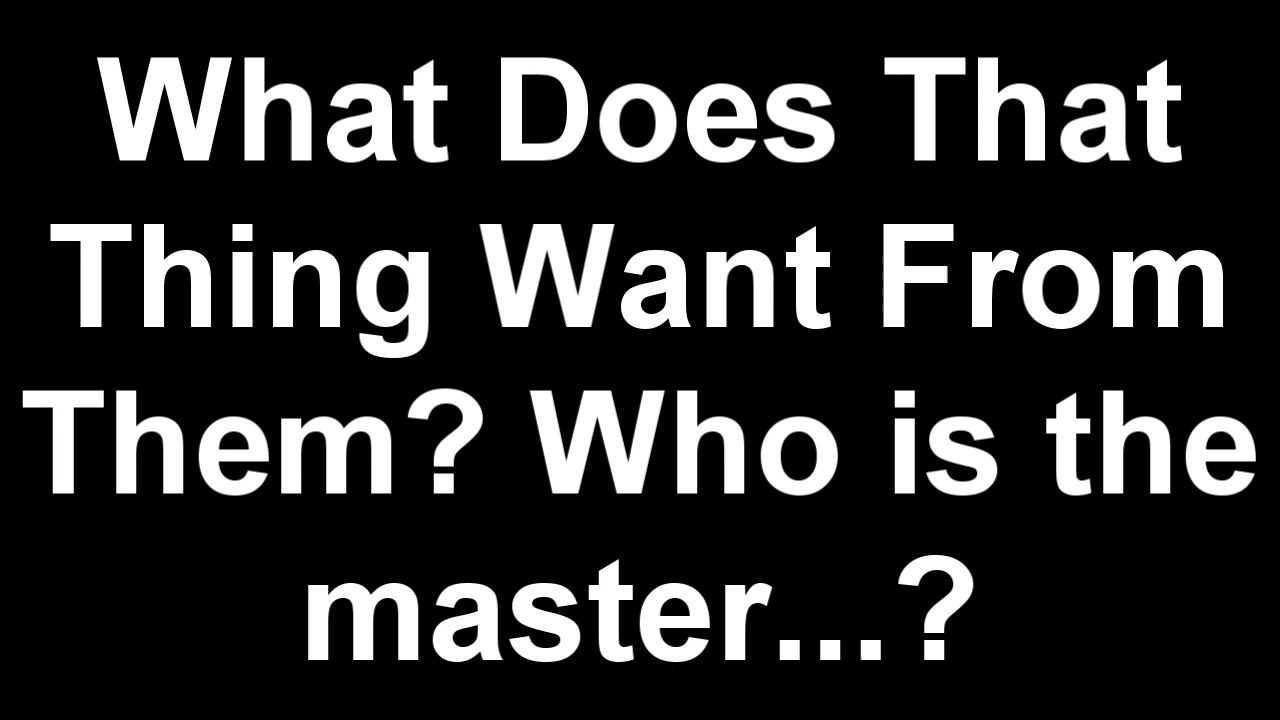 What Does That
Thing Want From
Them? Who is the
master...?